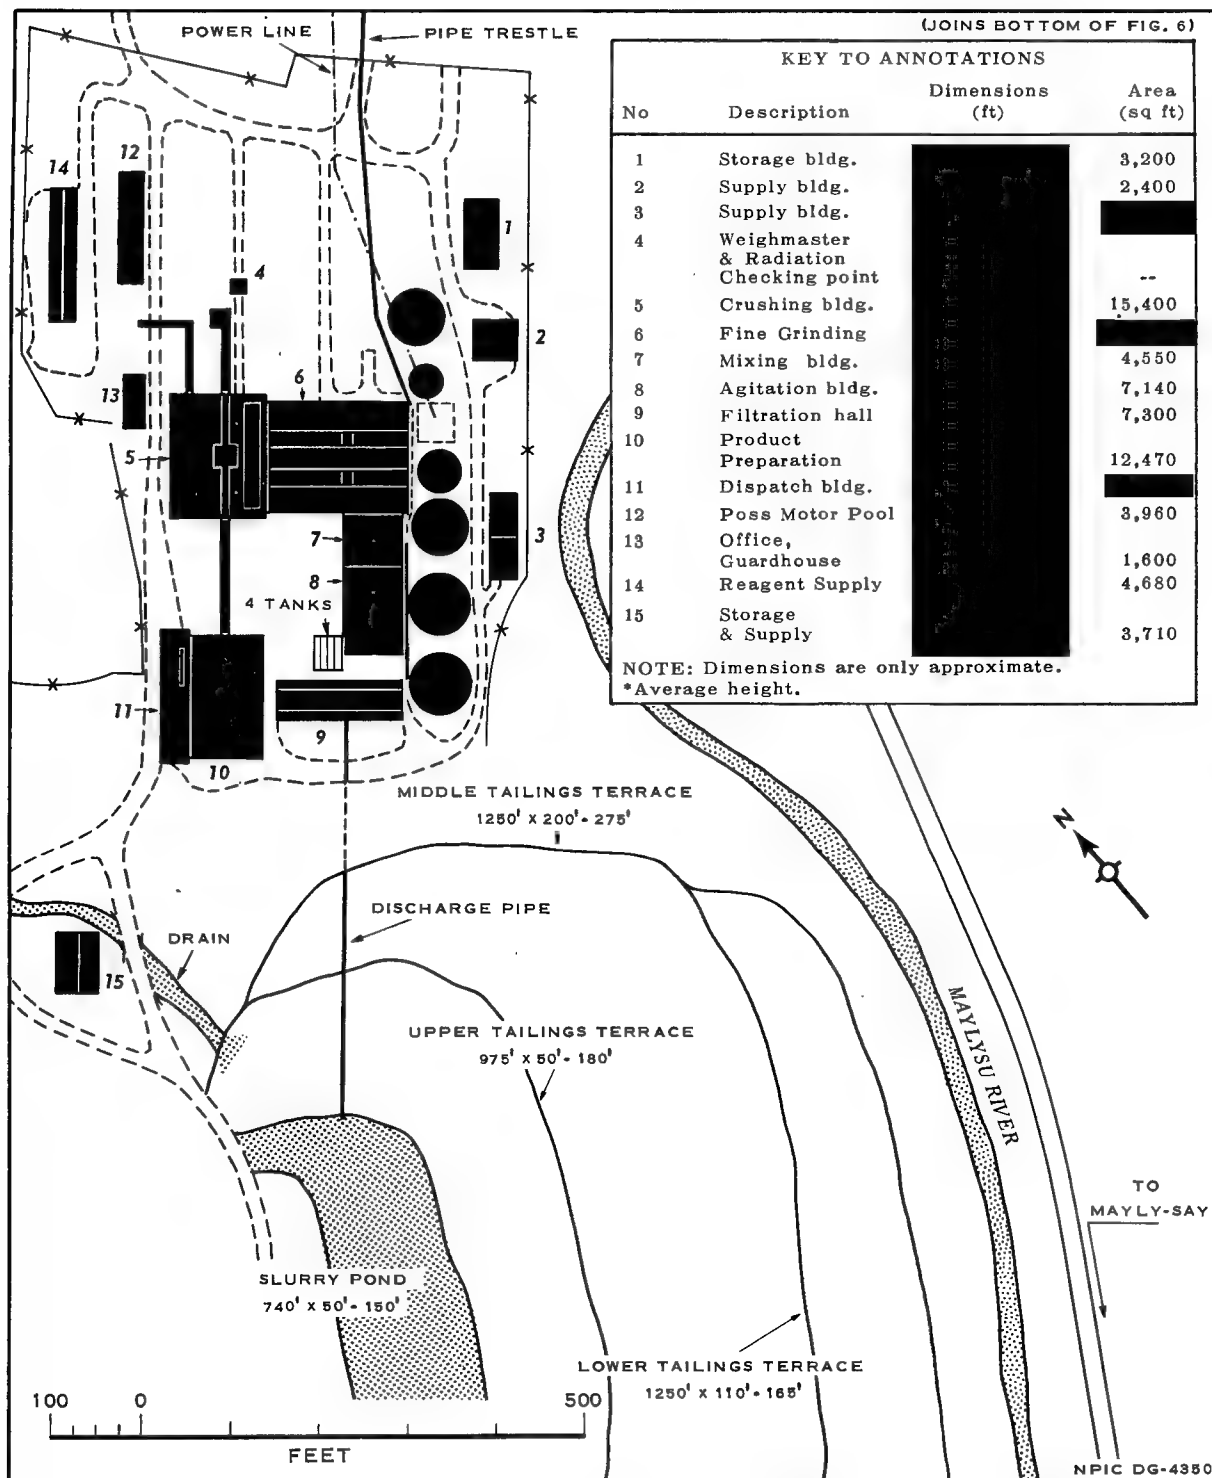 (JOINS BOTTOM OF FIG. 6)
POWER LINE
PIPE TRESTLE
KEY TO ANNOTATIONS
No Description Dimensions (ft) Area (sq ft)
1 Storage bldg. 3,200
2 Supply bldg. 2,400
3 Supply bldg.
4 Weighmaster
& Radiation
Checking point --
5 Crushing bldg. 15,400
6 Fine Grinding
7 Mixing bldg. 4,550
8 Agitation bldg. 7,140
9 Filtration hall 7,300
10 Product
Preparation 12,470
11 Dispatch bldg.
12 Poss Motor Pool 3,960
13 Office,
Guardhouse 1,600
14 Reagent Supply 4,680
15 Storage
& Supply 3,710
NOTE: Dimensions are only approximate.
*Average height.
14
12
1
4
2
13
6
5
7
3
8
4 TANKS
11
9
10
MIDDLE TAILINGS TERRACE
1250' X 200'- 275'
N
DISCHARGE PIPE
DRAIN
15
UPPER TAILINGS TERRACE
975' X 50'- 180'
MAYLYSU RIVER
TO
MAYLY-SAY
SLURRY POND
740' X 50'- 150'
LOWER TAILINGS TERRACE
1250' X 110'- 165'
100 0 500
FEET
NPIC DG-4350